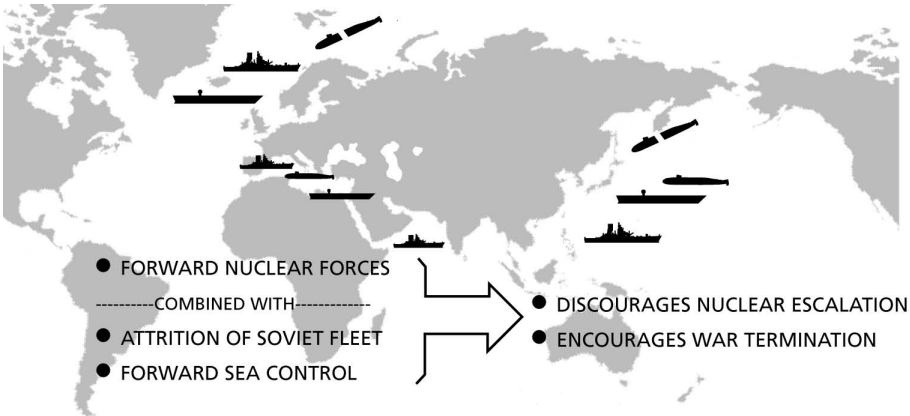 ● FORWARD NUCLEAR FORCES
----------COMBINED WITH-------------
● ATTRITION OF SOVIET FLEET
● FORWARD SEA CONTROL
● DISCOURAGES NUCLEAR ESCALATION
● ENCOURAGES WAR TERMINATION